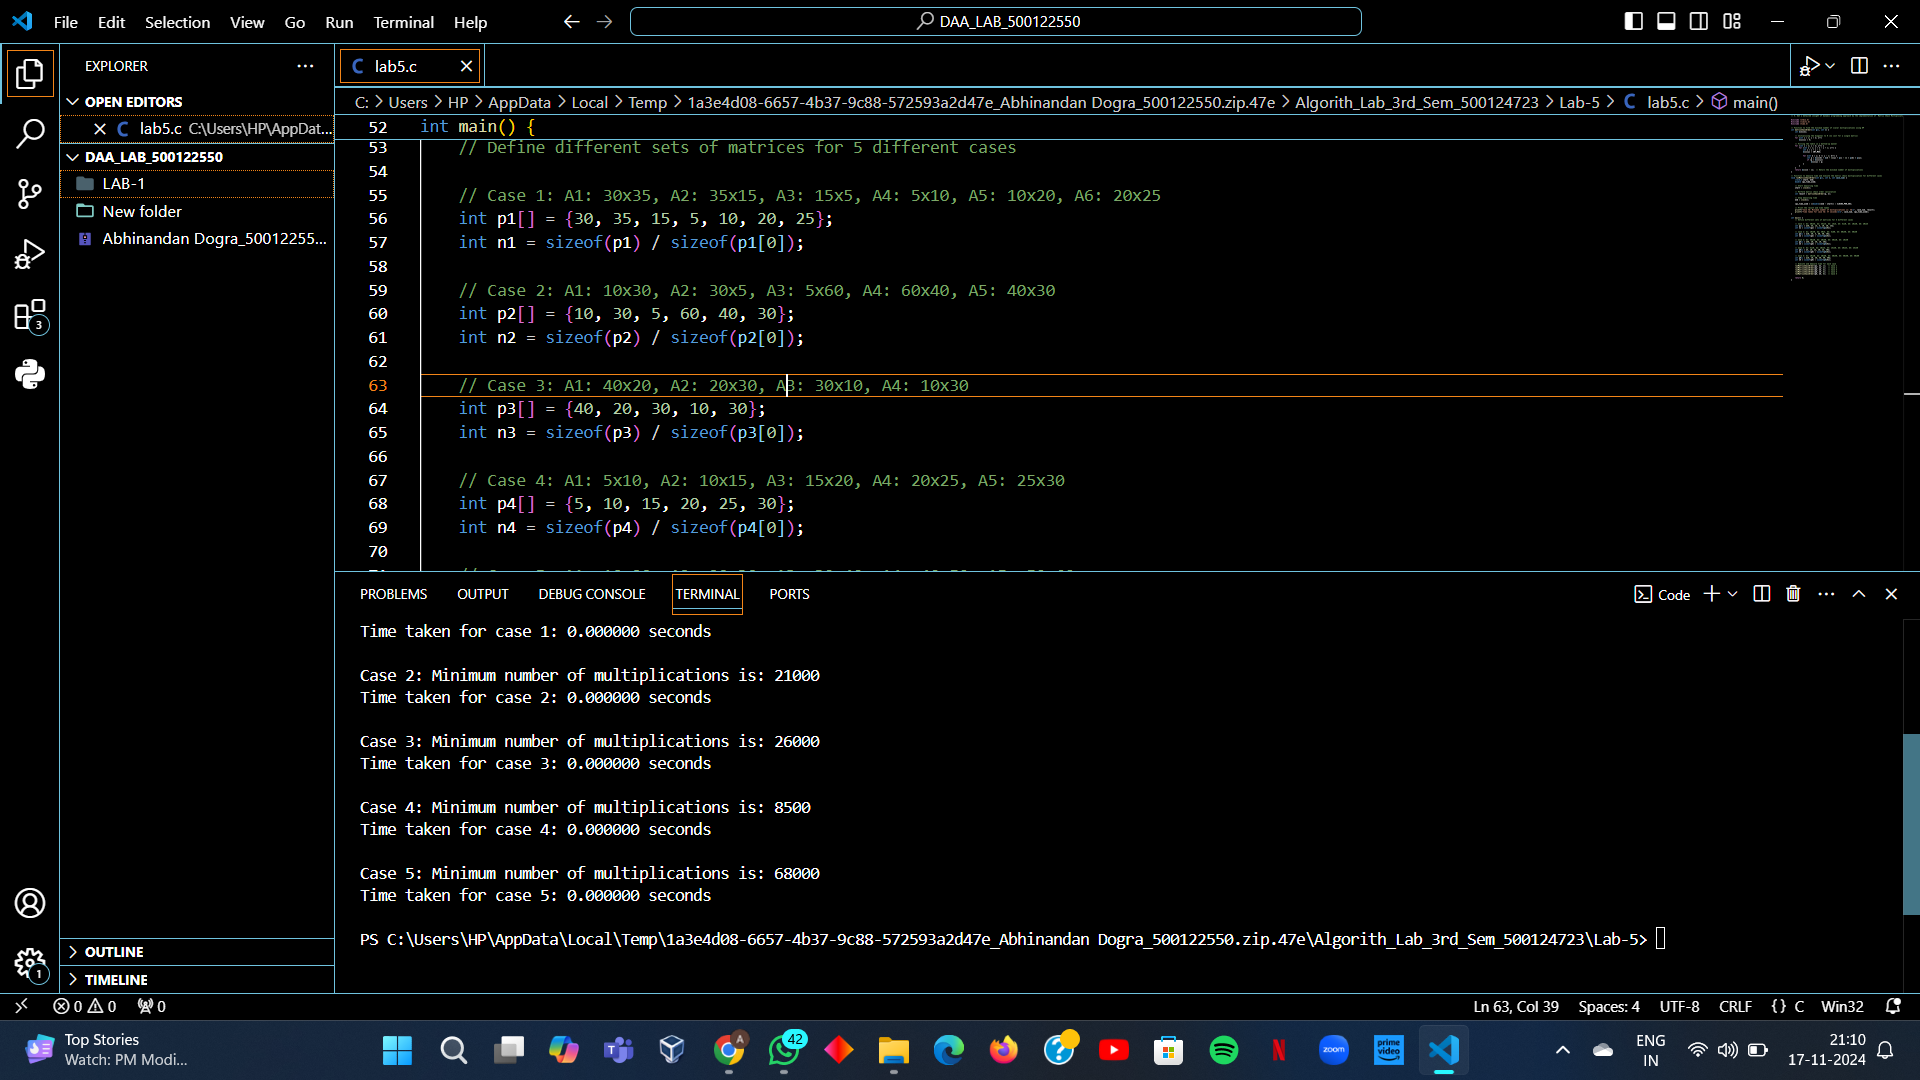 File Edit Selection View Go Run Terminal Help
DAA_LAB_500122550
EXPLORER
OPEN EDITORS
lab5.c C:\Users\HP\AppDat...
DAA_LAB_500122550
LAB-1
New folder
Abhinandan Dogra_50012255...
OUTLINE
TIMELINE
3
1
lab5.c
C: > Users > HP > AppData > Local > Temp > 1a3e4d08-6657-4b37-9c88-572593a2d47e_Abhinandan Dogra_500122550.zip.47e > Algorith_Lab_3rd_Sem_500124723 > Lab-5 > C lab5.c > main()
52 int main() {
53 // Define different sets of matrices for 5 different cases
54
55 // Case 1: A1: 30x35, A2: 35x15, A3: 15x5, A4: 5x10, A5: 10x20, A6: 20x25
56 int p1[] = {30, 35, 15, 5, 10, 20, 25};
57 int n1 = sizeof(p1) / sizeof(p1[0]);
58
59 // Case 2: A1: 10x30, A2: 30x5, A3: 5x60, A4: 60x40, A5: 40x30
60 int p2[] = {10, 30, 5, 60, 40, 30};
61 int n2 = sizeof(p2) / sizeof(p2[0]);
62
63 // Case 3: A1: 40x20, A2: 20x30, A3: 30x10, A4: 10x30
64 int p3[] = {40, 20, 30, 10, 30};
65 int n3 = sizeof(p3) / sizeof(p3[0]);
66
67 // Case 4: A1: 5x10, A2: 10x15, A3: 15x20, A4: 20x25, A5: 25x30
68 int p4[] = {5, 10, 15, 20, 25, 30};
69 int n4 = sizeof(p4) / sizeof(p4[0]);
70
PROBLEMS OUTPUT DEBUG CONSOLE TERMINAL PORTS
Code
Time taken for case 1: 0.000000 seconds
Case 2: Minimum number of multiplications is: 21000
Time taken for case 2: 0.000000 seconds
Case 3: Minimum number of multiplications is: 26000
Time taken for case 3: 0.000000 seconds
Case 4: Minimum number of multiplications is: 8500
Time taken for case 4: 0.000000 seconds
Case 5: Minimum number of multiplications is: 68000
Time taken for case 5: 0.000000 seconds
PS C:\Users\HP\AppData\Local\Temp\1a3e4d08-6657-4b37-9c88-572593a2d47e_Abhinandan Dogra_500122550.zip.47e\Algorith_Lab_3rd_Sem_500124723\Lab-5>
0 0 0
Ln 63, Col 39 Spaces: 4 UTF-8 CRLF {} C Win32
Top Stories
Watch: PM Modi...
A
42
zoom
prime video
ENG
IN
21:10
17-11-2024